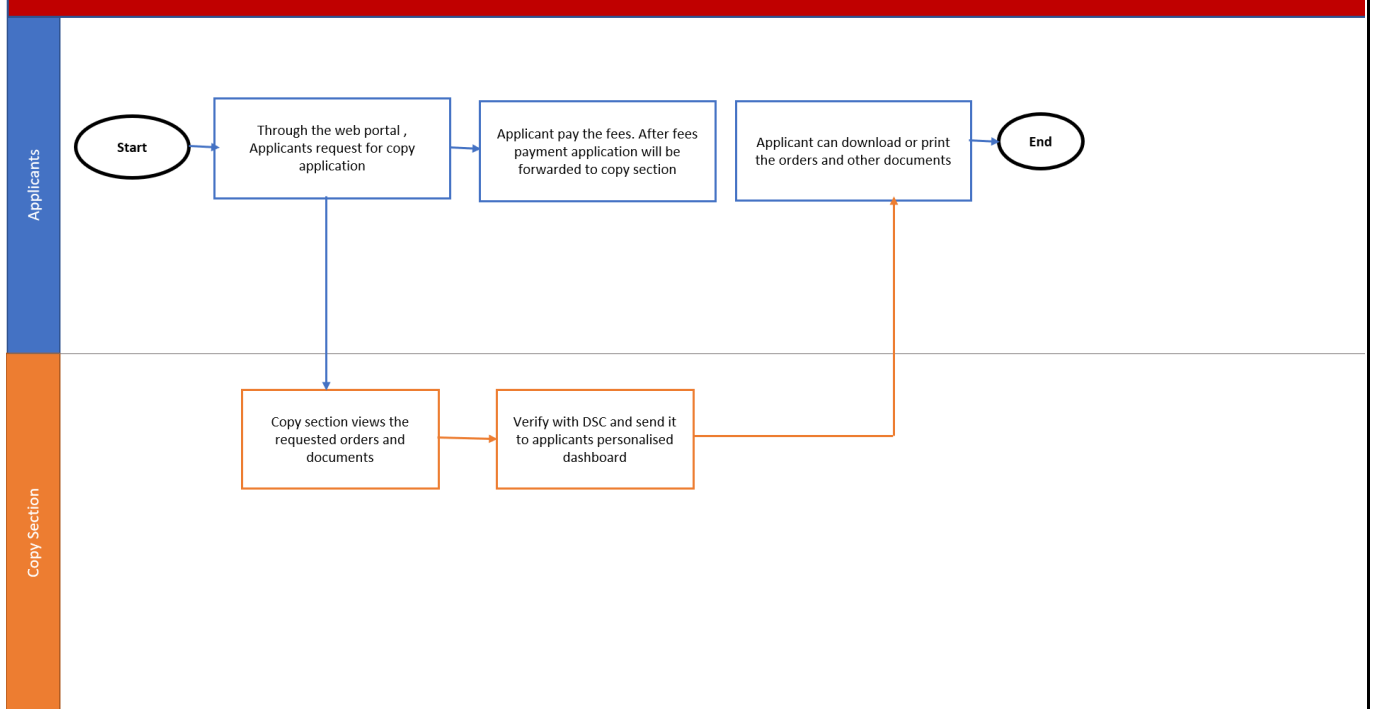 Applicants
Start
Through the web portal ,
Applicants request for copy
application
Applicant pay the fees. After fees
payment application will be
forwarded to copy section
Applicant can download or print
the orders and other documents
End
Copy Section
Copy section views the
requested orders and
documents
Verify with DSC and send it
to applicants personalised
dashboard